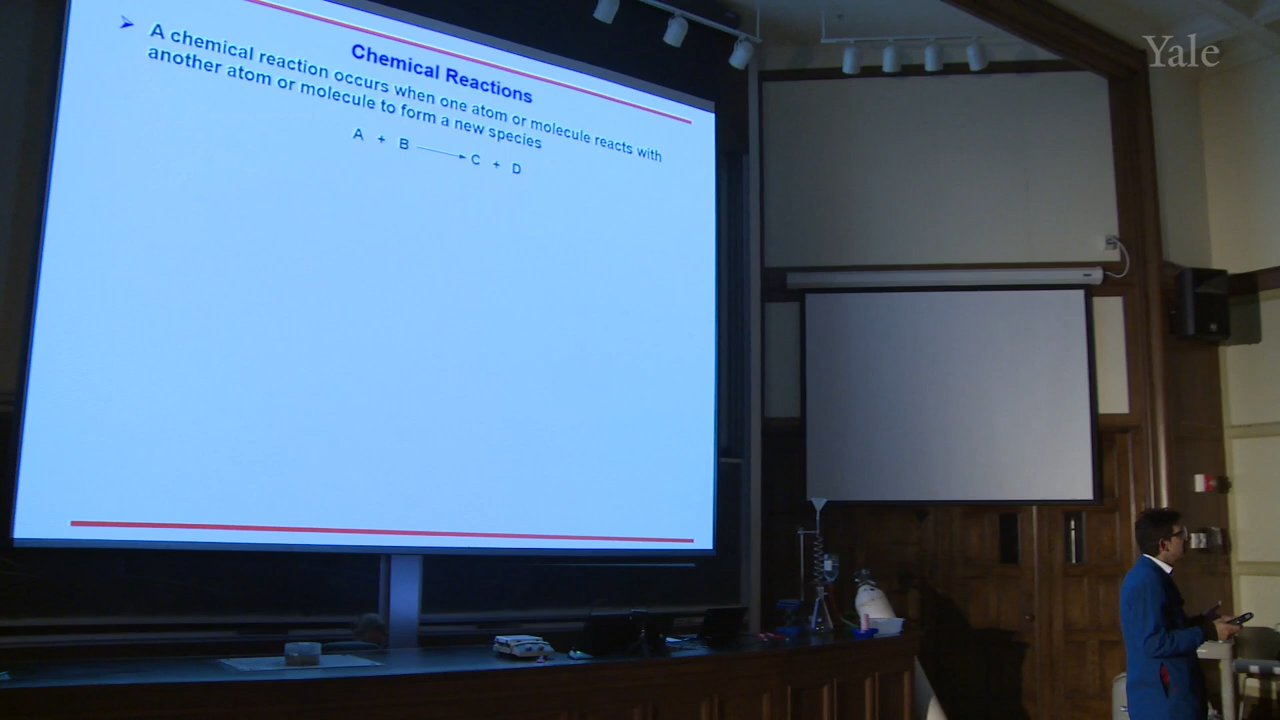 Yale
Chemical Reactions
A chemical reaction occurs when one atom or molecule reacts with
another atom or molecule to form a new species
A + B → C + D